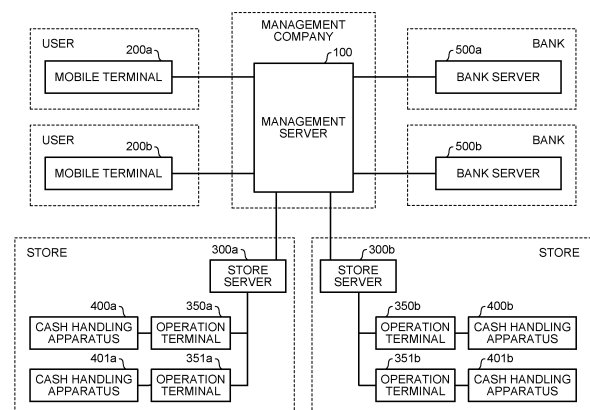 MANAGEMENT
COMPANY
USER
200a
MOBILE TERMINAL
100
MANAGEMENT
SERVER
500a
BANK
BANK SERVER
USER
200b
MOBILE TERMINAL
500b
BANK
BANK SERVER
STORE
300a
STORE
SERVER
400a
CASH HANDLING
APPARATUS
350a
OPERATION
TERMINAL
401a
CASH HANDLING
APPARATUS
351a
OPERATION
TERMINAL
300b
STORE
STORE
SERVER
350b
OPERATION
TERMINAL
400b
CASH HANDLING
APPARATUS
351b
OPERATION
TERMINAL
401b
CASH HANDLING
APPARATUS